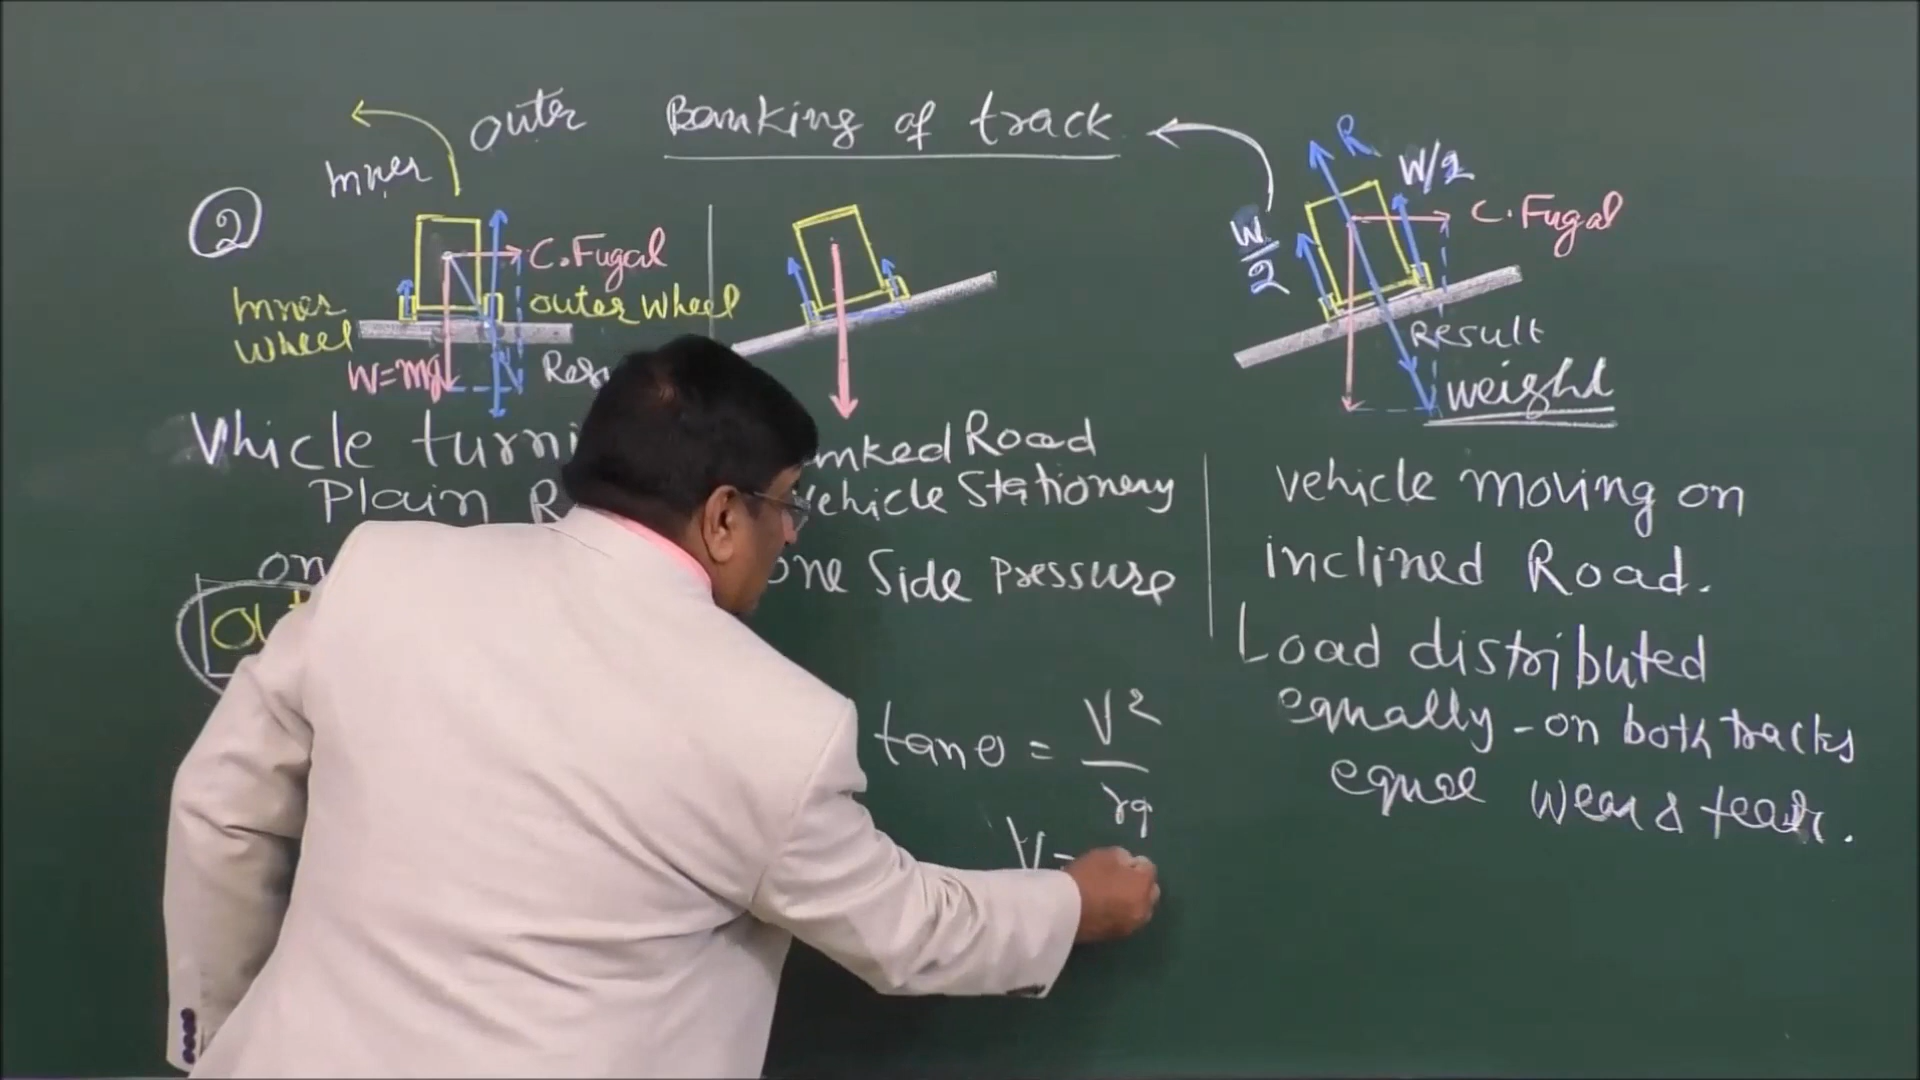 Banking of track
outer
Inner
2
C.Fugal
Inner
wheel
outer wheel
W=mg
Vhicle turni
Plain R
on
Road
vehicle Stationery
one Side Pressure
tanθ = V²/rg
V =
R
W/2
W/2
C.Fugal
Result
weight
vehicle moving on
inclined Road.
Load distributed
equally - on both tracks
equal wear & tear.